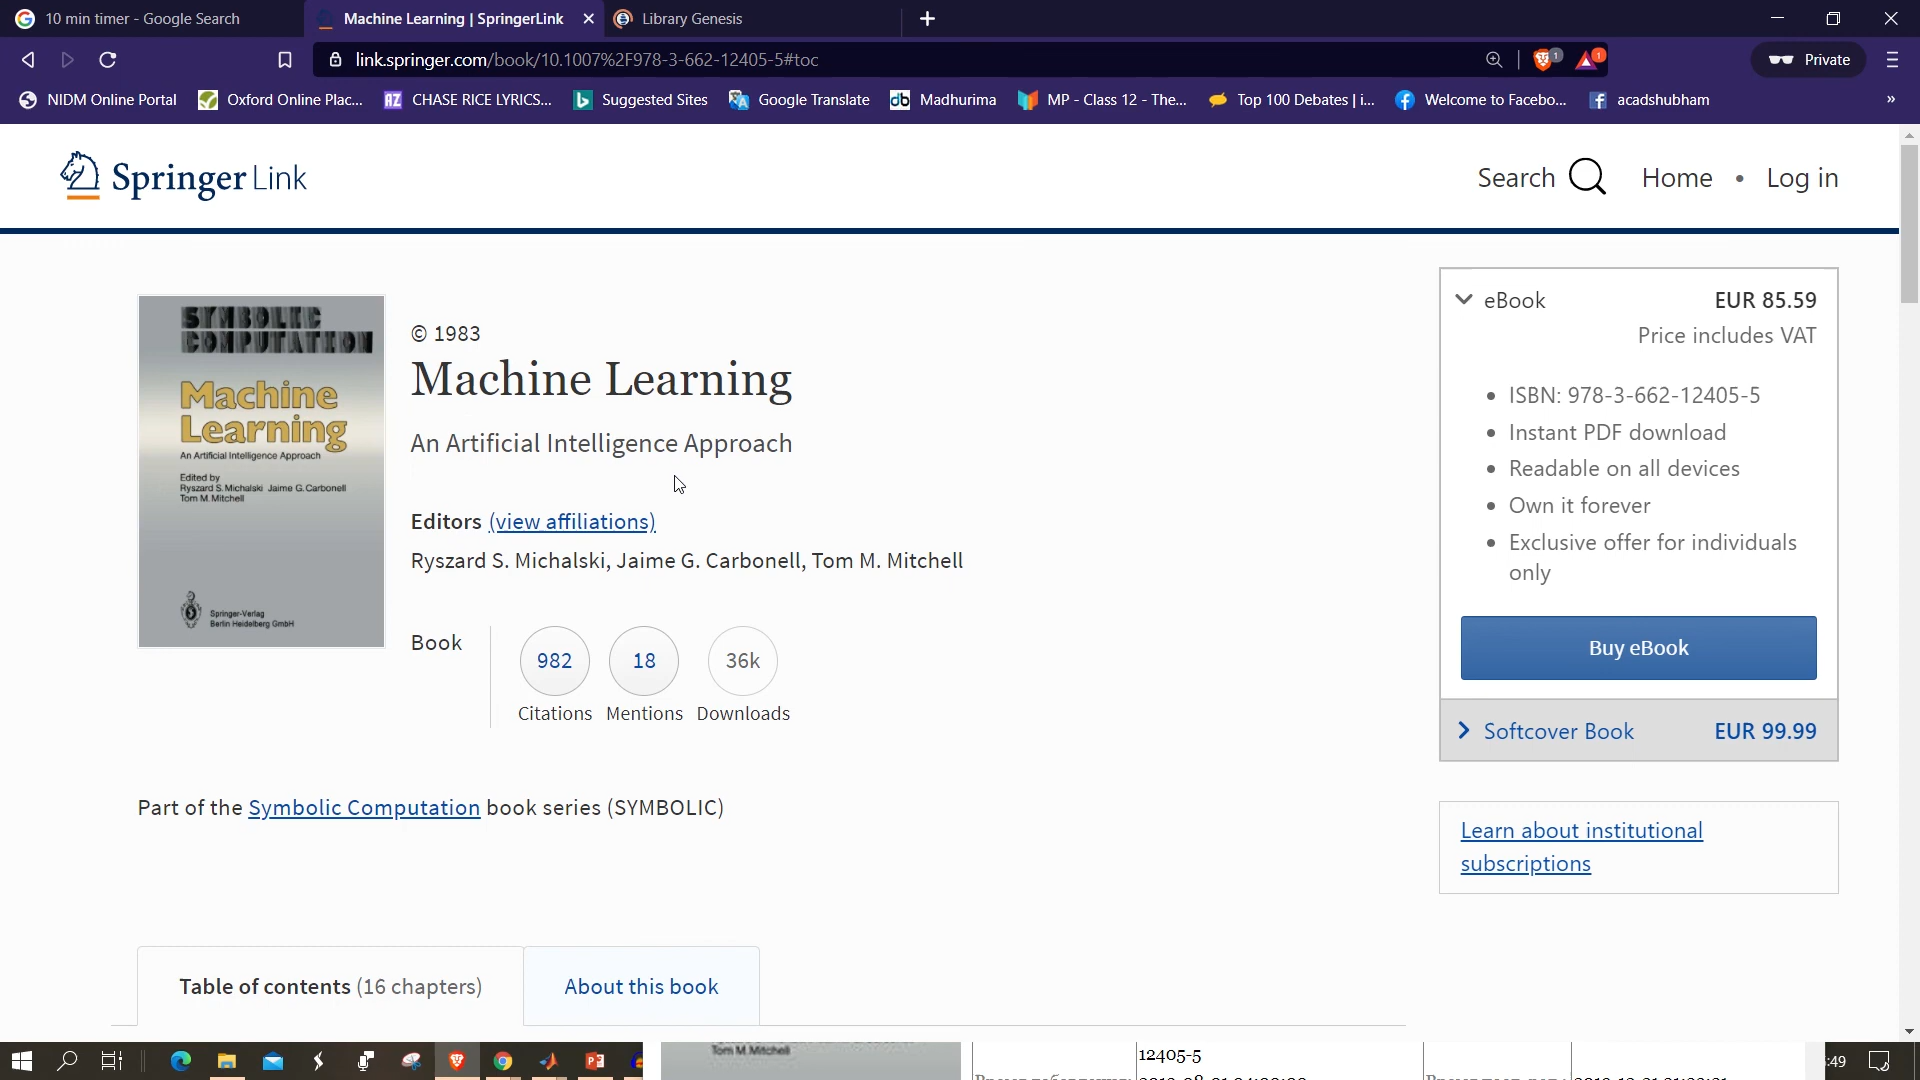 10 min timer - Google Search
Machine Learning | SpringerLink
Library Genesis
link.springer.com/book/10.1007%2F978-3-662-12405-5#toc
1
1
Private
NIDM Online Portal
Oxford Online Plac...
AZ
CHASE RICE LYRICS...
Suggested Sites
Google Translate
db
Madhurima
MP - Class 12 - The...
Top 100 Debates | i...
Welcome to Facebo...
acadshubham
»
Springer Link
Search
Home • Log in
SYMBOLIC
COMPUTATION
Machine
Learning
An Artificial Intelligence Approach
Edited by
Ryszard S. Michalski Jaime G. Carbonell
Tom M. Mitchell
Springer-Verlag
Berlin Heidelberg GmbH
© 1983
Machine Learning
An Artificial Intelligence Approach
Editors (view affiliations)
Ryszard S. Michalski, Jaime G. Carbonell, Tom M. Mitchell
Book
982
18
36k
Citations
Mentions
Downloads
Part of the Symbolic Computation book series (SYMBOLIC)
eBook
EUR 85.59
Price includes VAT
• ISBN: 978-3-662-12405-5
• Instant PDF download
• Readable on all devices
• Own it forever
• Exclusive offer for individuals
only
Buy eBook
Softcover Book
EUR 99.99
Learn about institutional
subscriptions
Table of contents (16 chapters)
About this book
Tom M. Mitchell
12405-5
:49